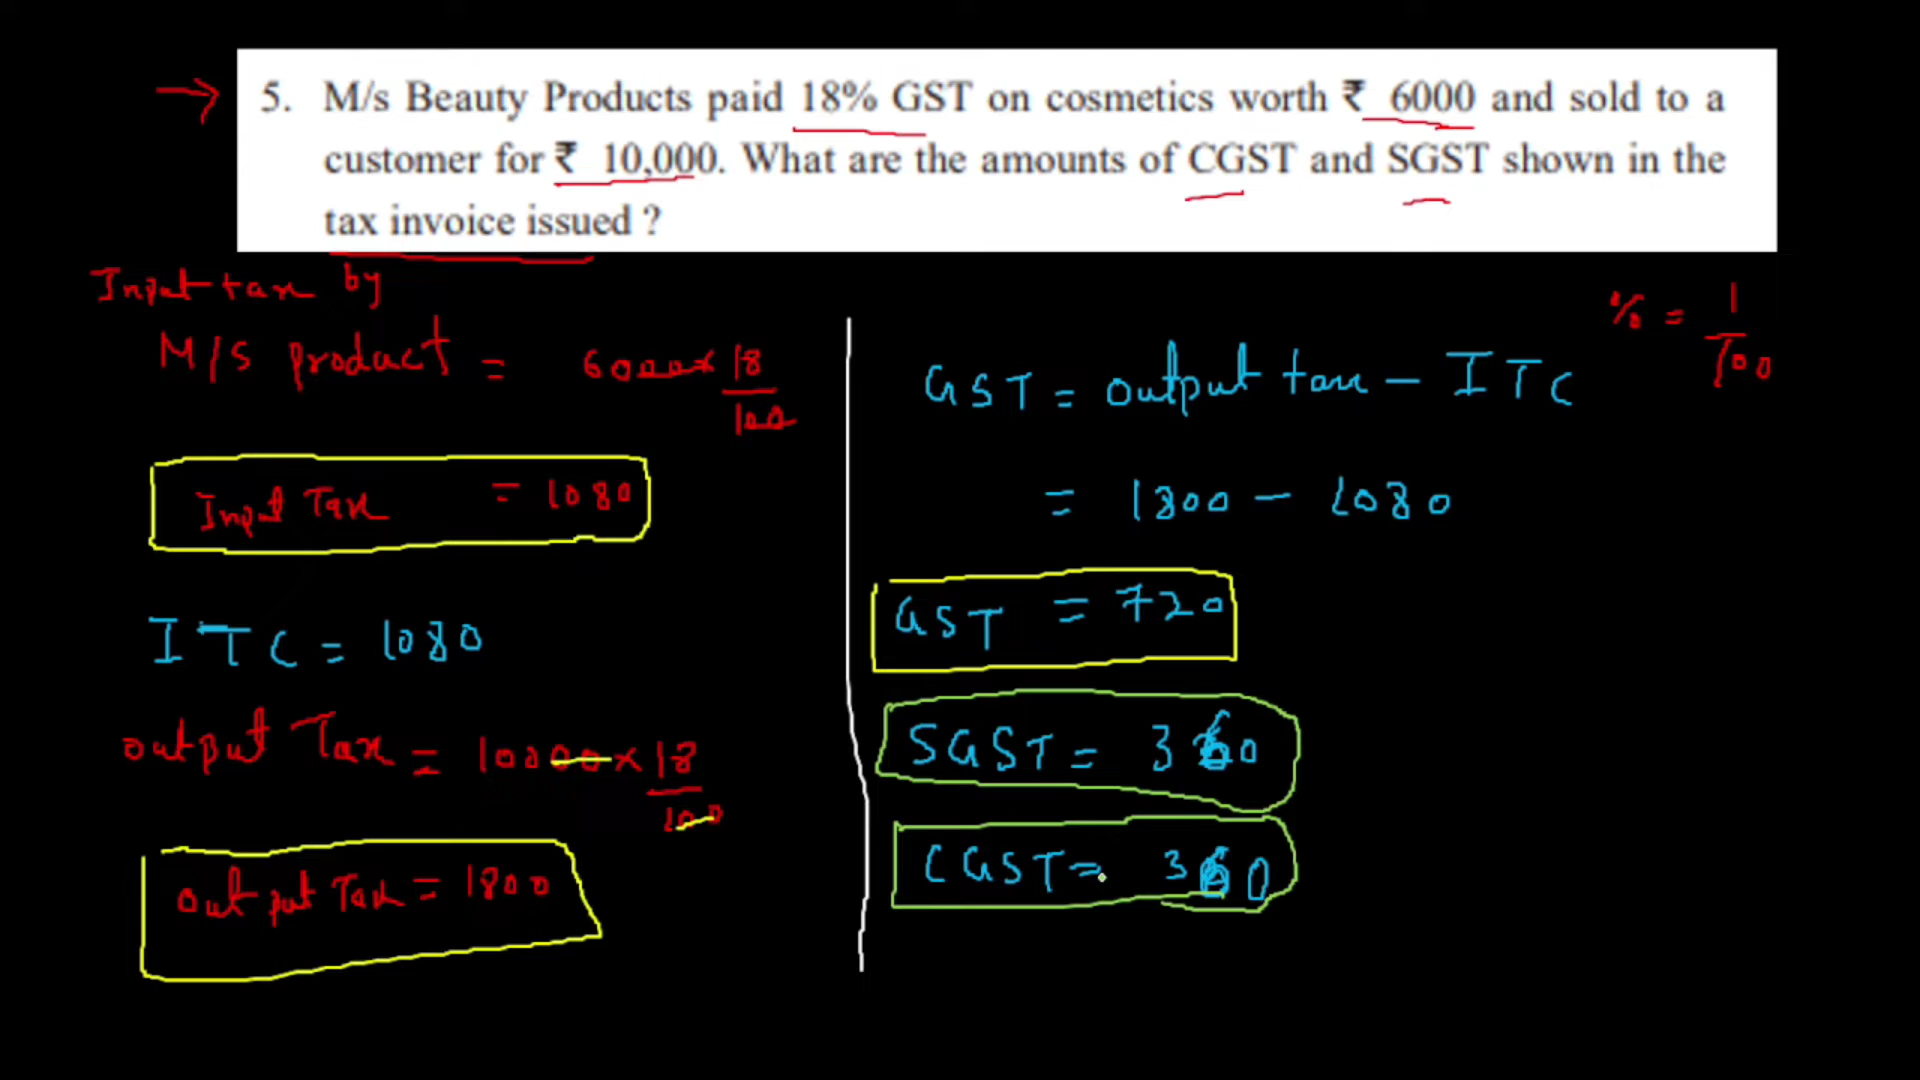 5. M/s Beauty Products paid 18% GST on cosmetics worth ₹ 6000 and sold to a
customer for ₹ 10,000. What are the amounts of CGST and SGST shown in the
tax invoice issued ?
Input tax by
M/S product = 6000 × 18/100
Input Tax = 1080
ITC = 1080
output Tax = 10000 × 18/100
output Tax = 1800
% = 1/100
GST = output tax - ITC
= 1800 - 1080
GST = 720
SGST = 360
CGST = 360